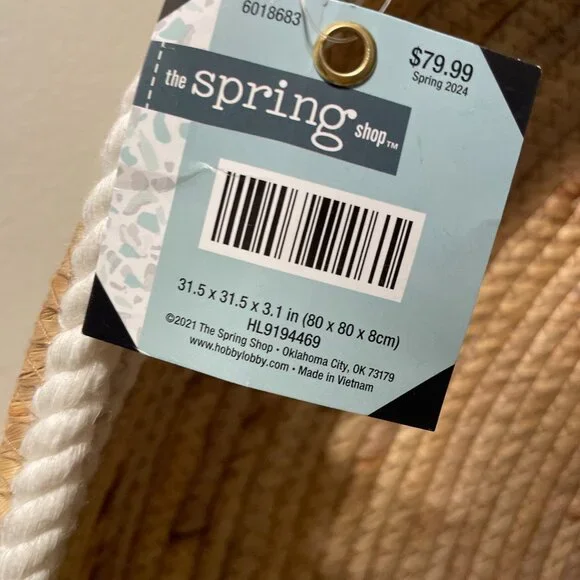 6018683
$79.99
Spring 2024
the spring shop™
31.5 x 31.5 x 3.1 in (80 x 80 x 8cm)
HL9194469
©2021 The Spring Shop • Oklahoma City, OK 73179
www.hobbylobby.com • Made in Vietnam